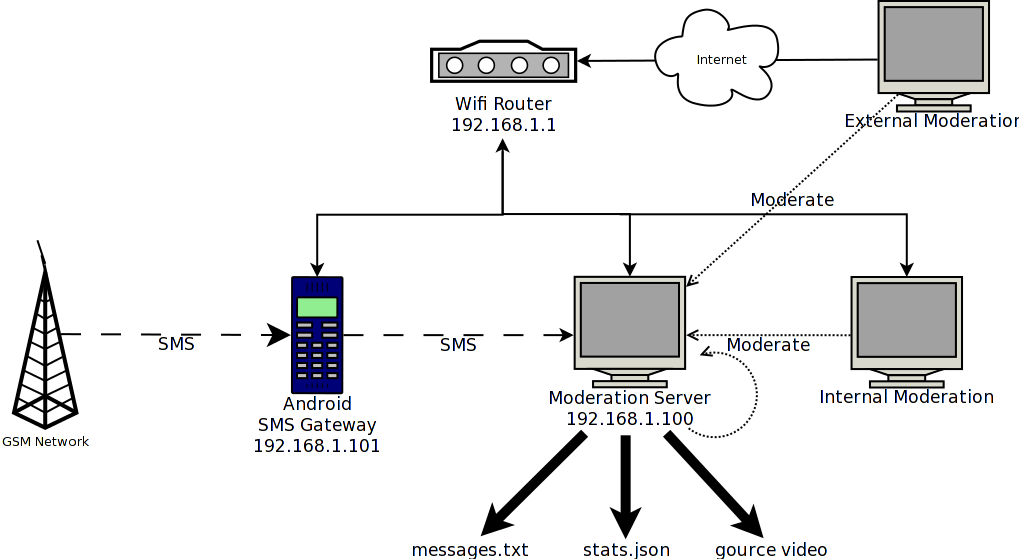 Internet
Wifi Router
192.168.1.1
External Moderation
Moderate
SMS
SMS
Moderate
GSM Network
Android
SMS Gateway
192.168.1.101
Moderation Server
192.168.1.100
Internal Moderation
messages.txt
stats.json
gource video